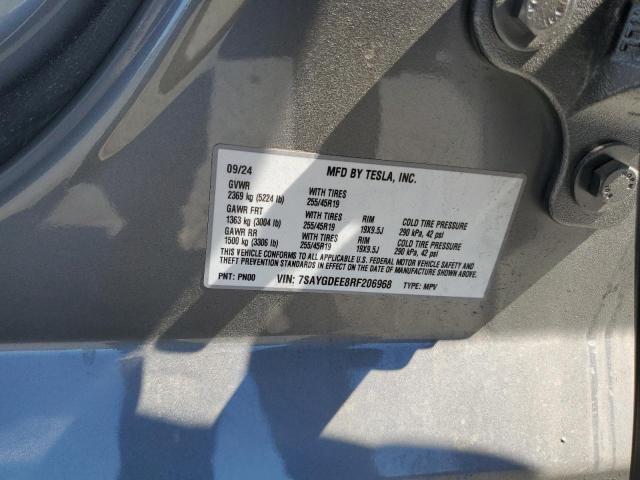 09/24 MFD BY TESLA, INC.
GVWR
2369 kg (5224 lb) WITH TIRES 255/45R19
GAWR FRT
1363 kg (3004 lb) WITH TIRES 255/45R19 RIM 19X9.5J COLD TIRE PRESSURE 290 kPa, 42 psi
GAWR RR
1500 kg (3306 lb) WITH TIRES 255/45R19 RIM 19X9.5J COLD TIRE PRESSURE 290 kPa, 42 psi
THIS VEHICLE CONFORMS TO ALL APPLICABLE U.S. FEDERAL MOTOR VEHICLE SAFETY AND
THEFT PREVENTION STANDARDS IN EFFECT ON THE DATE OF MANUFACTURE SHOWN ABOVE.
PNT: PN00 VIN: 7SAYGDEE8RF206968 TYPE: MPV